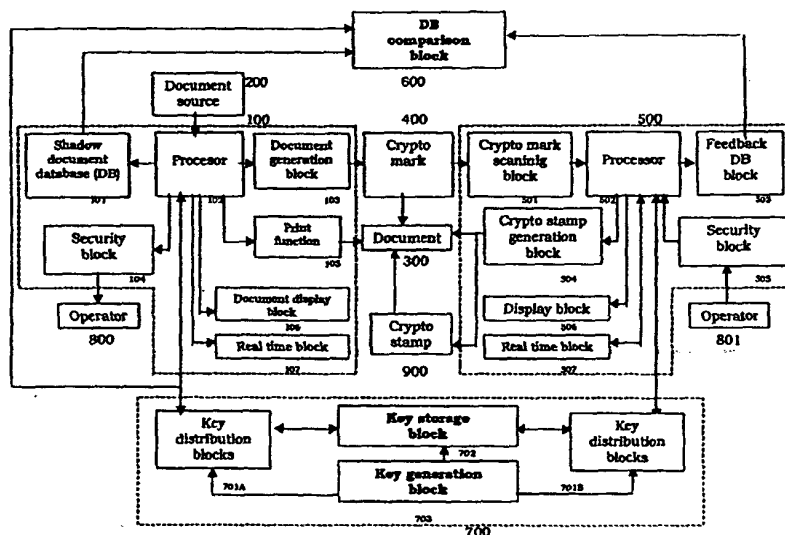 DB
comparison
block
600
Document
source
200
100
400
500
Shadow
document
database (DB)
101
Procesor
102
Document
generation
block
103
Crypto
mark
Crypto mark
scaninig
block
501
Processor
502
Feedback
DB
block
503
Security
block
104
Print
function
105
Document
300
Crypto stamp
generation
block
504
Security
block
505
Operator
800
Document display
block
106
Real time block
107
Crypto
stamp
900
Display block
506
Real time block
507
Operator
801
Key
distribution
blocks
701A
Key storage
block
702
Key generation
block
703
Key
distribution
blocks
701B
700